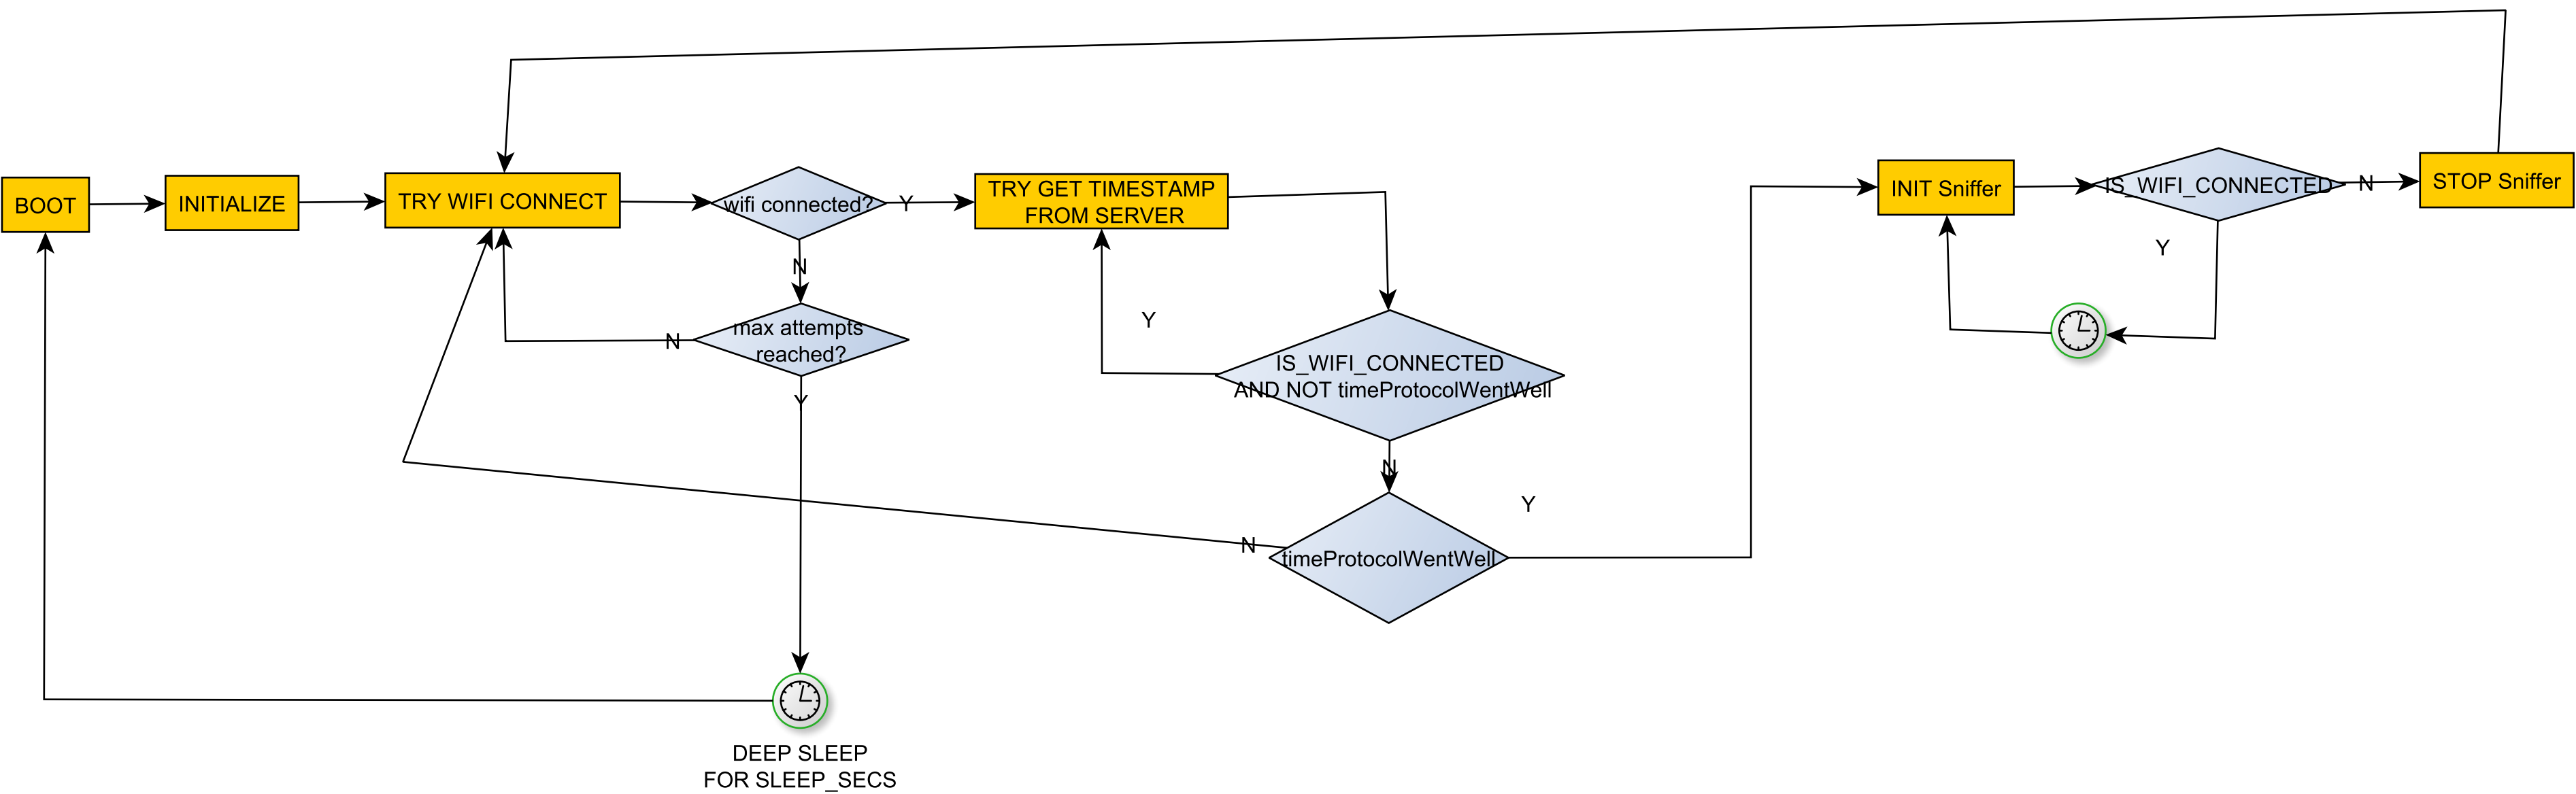 BOOT
INITIALIZE
TRY WIFI CONNECT
wifi connected?
Y
N
max attempts
reached?
N
Y
DEEP SLEEP
FOR SLEEP_SECS
TRY GET TIMESTAMP
FROM SERVER
Y
IS_WIFI_CONNECTED
AND NOT timeProtocolWentWell
N
timeProtocolWentWell
N
Y
INIT Sniffer
IS_WIFI_CONNECTED
N
Y
STOP Sniffer